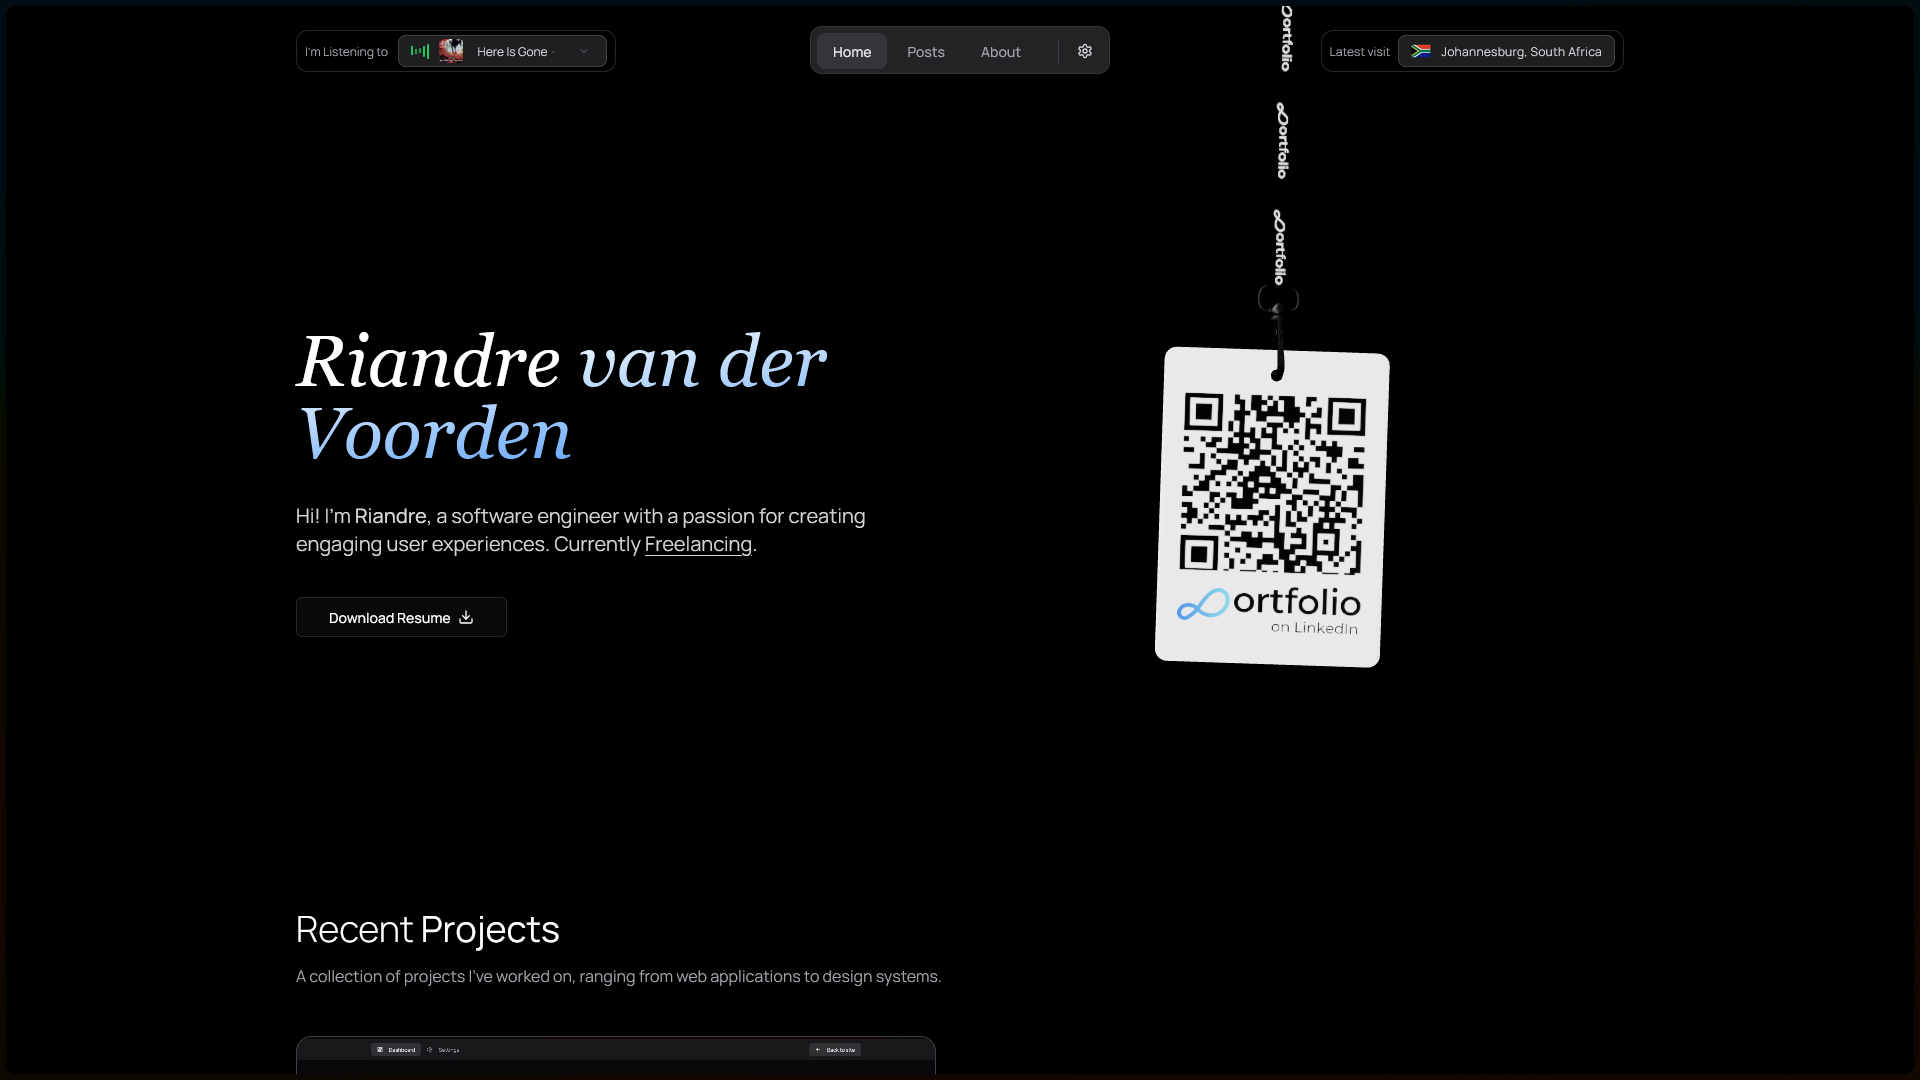 I'm Listening to
Here Is Gone ·
Home
Posts
About
Latest visit
Johannesburg, South Africa
ortfolio
ortfolio
ortfolio
Riandre van der
Voorden
Hi! I'm Riandre, a software engineer with a passion for creating
engaging user experiences. Currently Freelancing.
Download Resume
ortfolio
on LinkedIn
Recent Projects
A collection of projects I've worked on, ranging from web applications to design systems.
Dashboard
Settings
Back to site